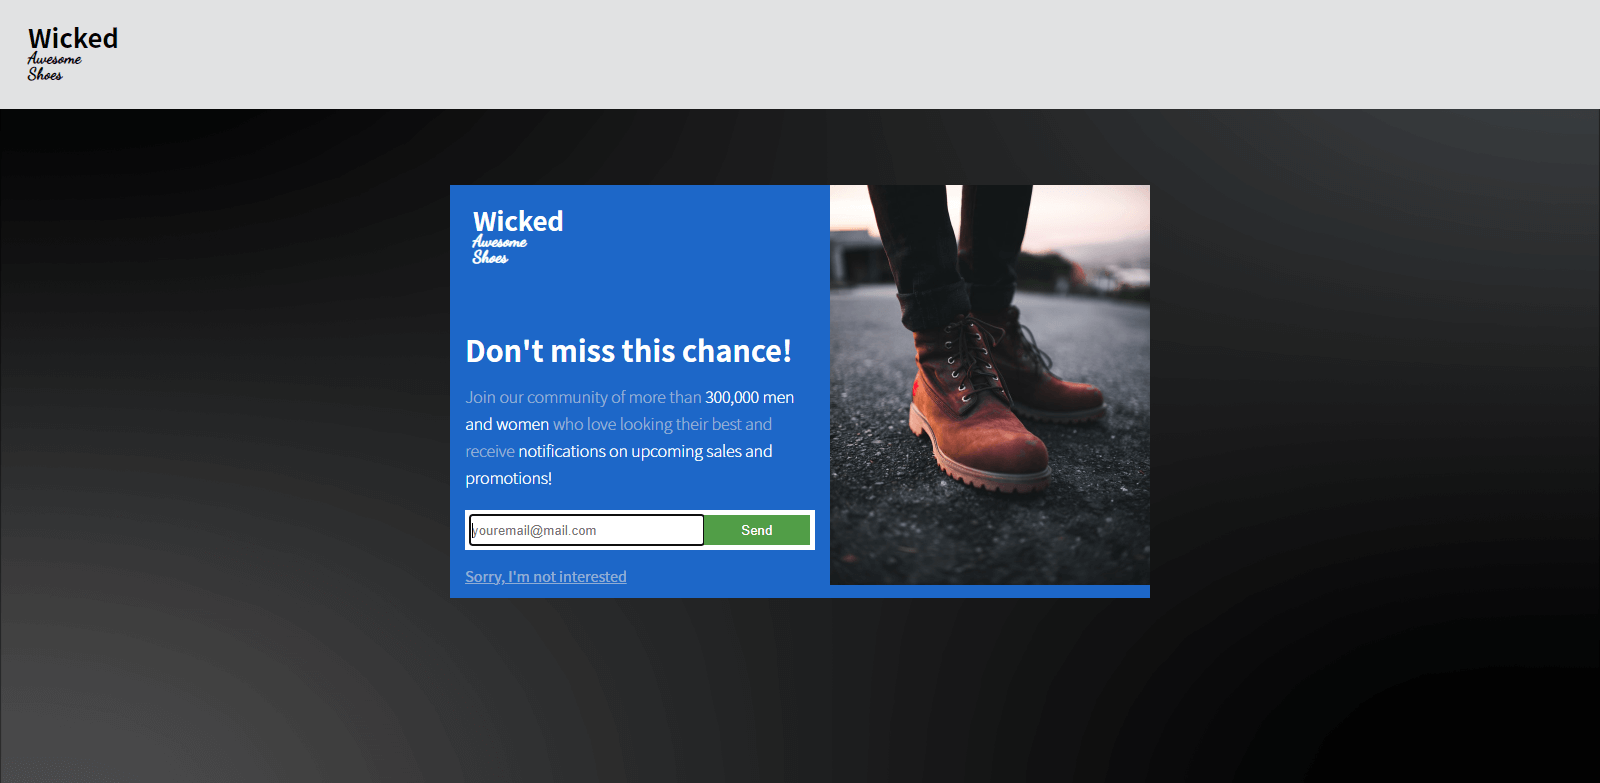 Wicked
Awesome
Shoes
Wicked
Awesome
Shoes
Don't miss this chance!
Join our community of more than 300,000 men
and women who love looking their best and
receive notifications on upcoming sales and
promotions!
youremail@mail.com Send
Sorry, I'm not interested